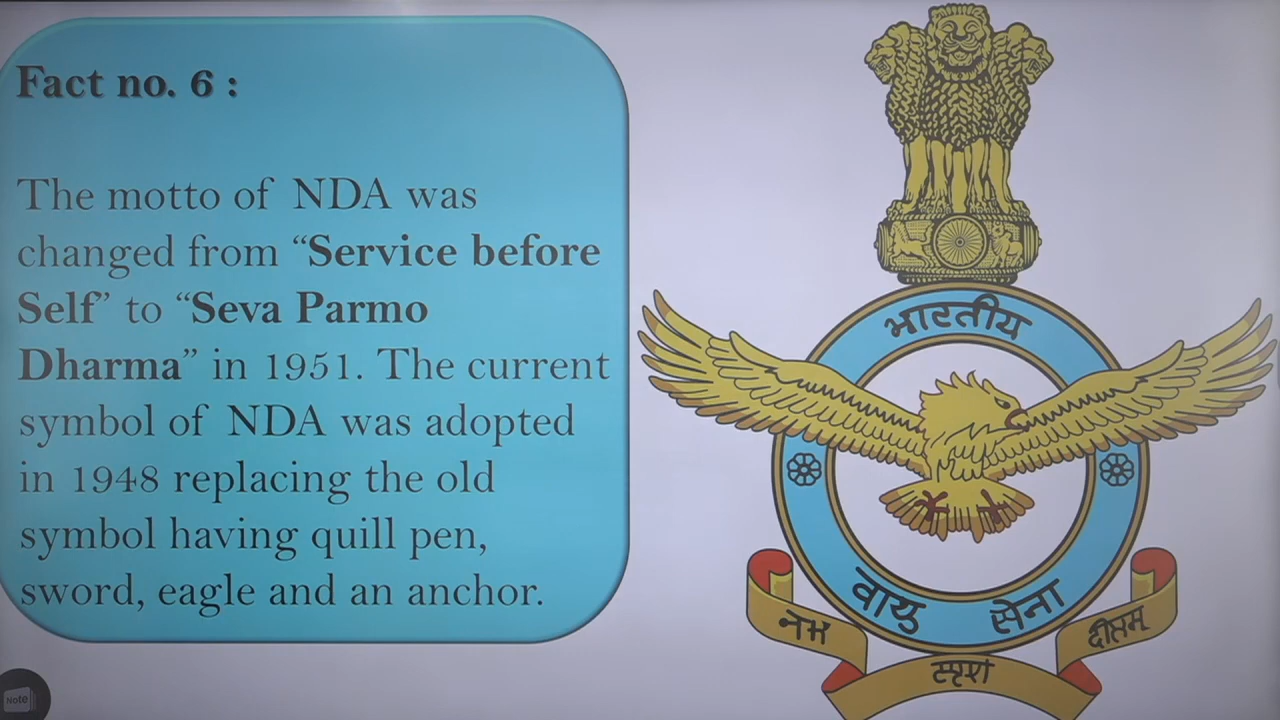 Fact no. 6 :
The motto of NDA was
changed from “Service before
Self” to “Seva Parmo
Dharma” in 1951. The current
symbol of NDA was adopted
in 1948 replacing the old
symbol having quill pen,
sword, eagle and an anchor.
भारतीय
वायु सेना
नभ स्पृशं दीप्तम्
Note